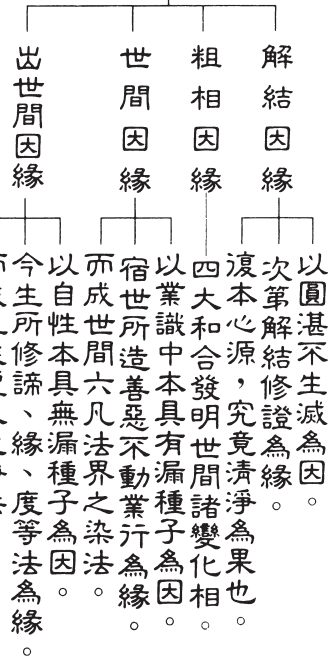 解結因緣
以圓湛不生滅為因。
次第解結修證為緣。
復本心源，究竟清淨為果也。
粗相因緣
四大和合發明世間諸變化相。
世間因緣
以業識中本具有漏種子為因。
宿世所造善惡不動業行為緣。
而成世間六凡法界之染法。
出世間因緣
以自性本具無漏種子為因。
今生所修諦、緣、度等法為緣。